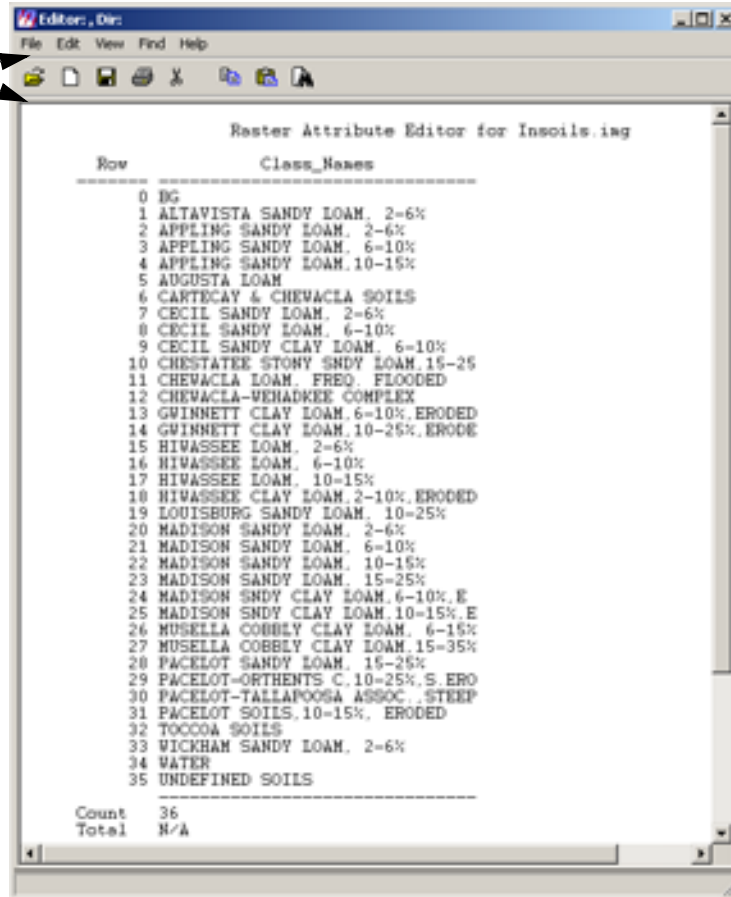 Editor: , Dir:
File Edit View Find Help
Raster Attribute Editor for Insoils.img
Row Class_Names
0 BG
1 ALTAVISTA SANDY LOAM, 2-6%
2 APPLING SANDY LOAM, 2-6%
3 APPLING SANDY LOAM, 6-10%
4 APPLING SANDY LOAM,10-15%
5 AUGUSTA LOAM
6 CARTECAY & CHEWACLA SOILS
7 CECIL SANDY LOAM, 2-6%
8 CECIL SANDY LOAM, 6-10%
9 CECIL SANDY CLAY LOAM, 6-10%
10 CHESTATEE STONY SNDY LOAM,15-25
11 CHEWACLA LOAM, FREQ. FLOODED
12 CHEWACLA-WEHADKEE COMPLEX
13 GWINNETT CLAY LOAM,6-10%,ERODED
14 GWINNETT CLAY LOAM,10-25%,ERODE
15 HIWASSEE LOAM, 2-6%
16 HIWASSEE LOAM, 6-10%
17 HIWASSEE LOAM, 10-15%
18 HIWASSEE CLAY LOAM,2-10%,ERODED
19 LOUISBURG SANDY LOAM, 10-25%
20 MADISON SANDY LOAM, 2-6%
21 MADISON SANDY LOAM, 6-10%
22 MADISON SANDY LOAM, 10-15%
23 MADISON SANDY LOAM, 15-25%
24 MADISON SNDY CLAY LOAM,6-10%,E
25 MADISON SNDY CLAY LOAM,10-15%,E
26 MUSELLA COBBLY CLAY LOAM, 6-15%
27 MUSELLA COBBLY CLAY LOAM,15-35%
28 PACELOT SANDY LOAM, 15-25%
29 PACELOT-ORTHENTS C,10-25%,S.ERO
30 PACELOT-TALLAPOOSA ASSOC.,STEEP
31 PACELOT SOILS,10-15%, ERODED
32 TOCCOA SOILS
33 WICKHAM SANDY LOAM, 2-6%
34 WATER
35 UNDEFINED SOILS
Count 36
Total N/A